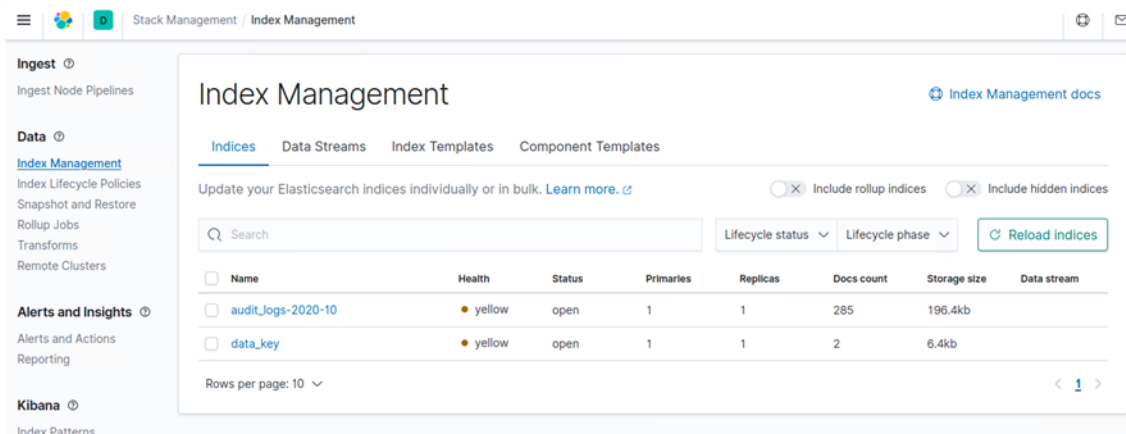 D Stack Management / Index Management
Ingest
Ingest Node Pipelines
Data
Index Management
Index Lifecycle Policies
Snapshot and Restore
Rollup Jobs
Transforms
Remote Clusters
Alerts and Insights
Alerts and Actions
Reporting
Kibana
Index Patterns
Index Management
Index Management docs
Indices Data Streams Index Templates Component Templates
Update your Elasticsearch indices individually or in bulk. Learn more.
Include rollup indices Include hidden indices
Search Lifecycle status Lifecycle phase Reload indices
Name Health Status Primaries Replicas Docs count Storage size Data stream
audit_logs-2020-10 yellow open 1 1 285 196.4kb
data_key yellow open 1 1 2 6.4kb
Rows per page: 10
< 1 >